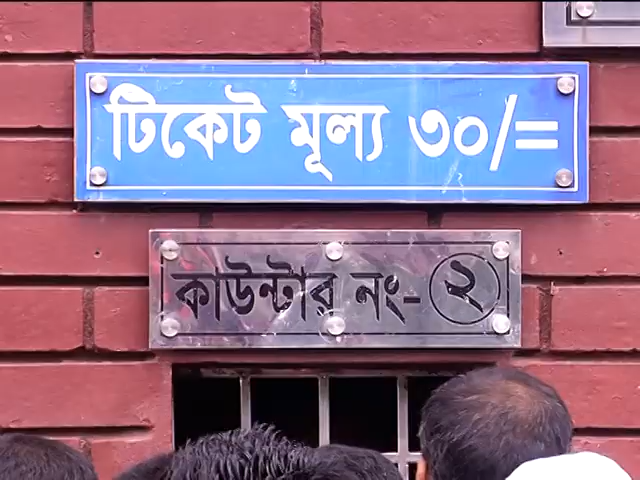 টিকেট মূল্য ৩০/=
কাউন্টার নং- ২